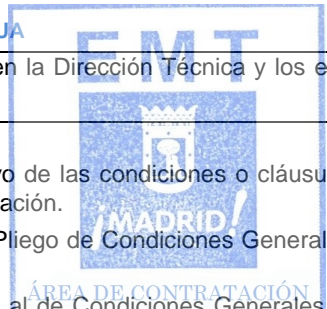 JA
en la Dirección Técnica y los e
EMT
o de las condiciones o cláusu
ación.
¡MADRID!
Pliego de Condiciones General
ÁREA DE CONTRATACIÓN
al de Condiciones Generales